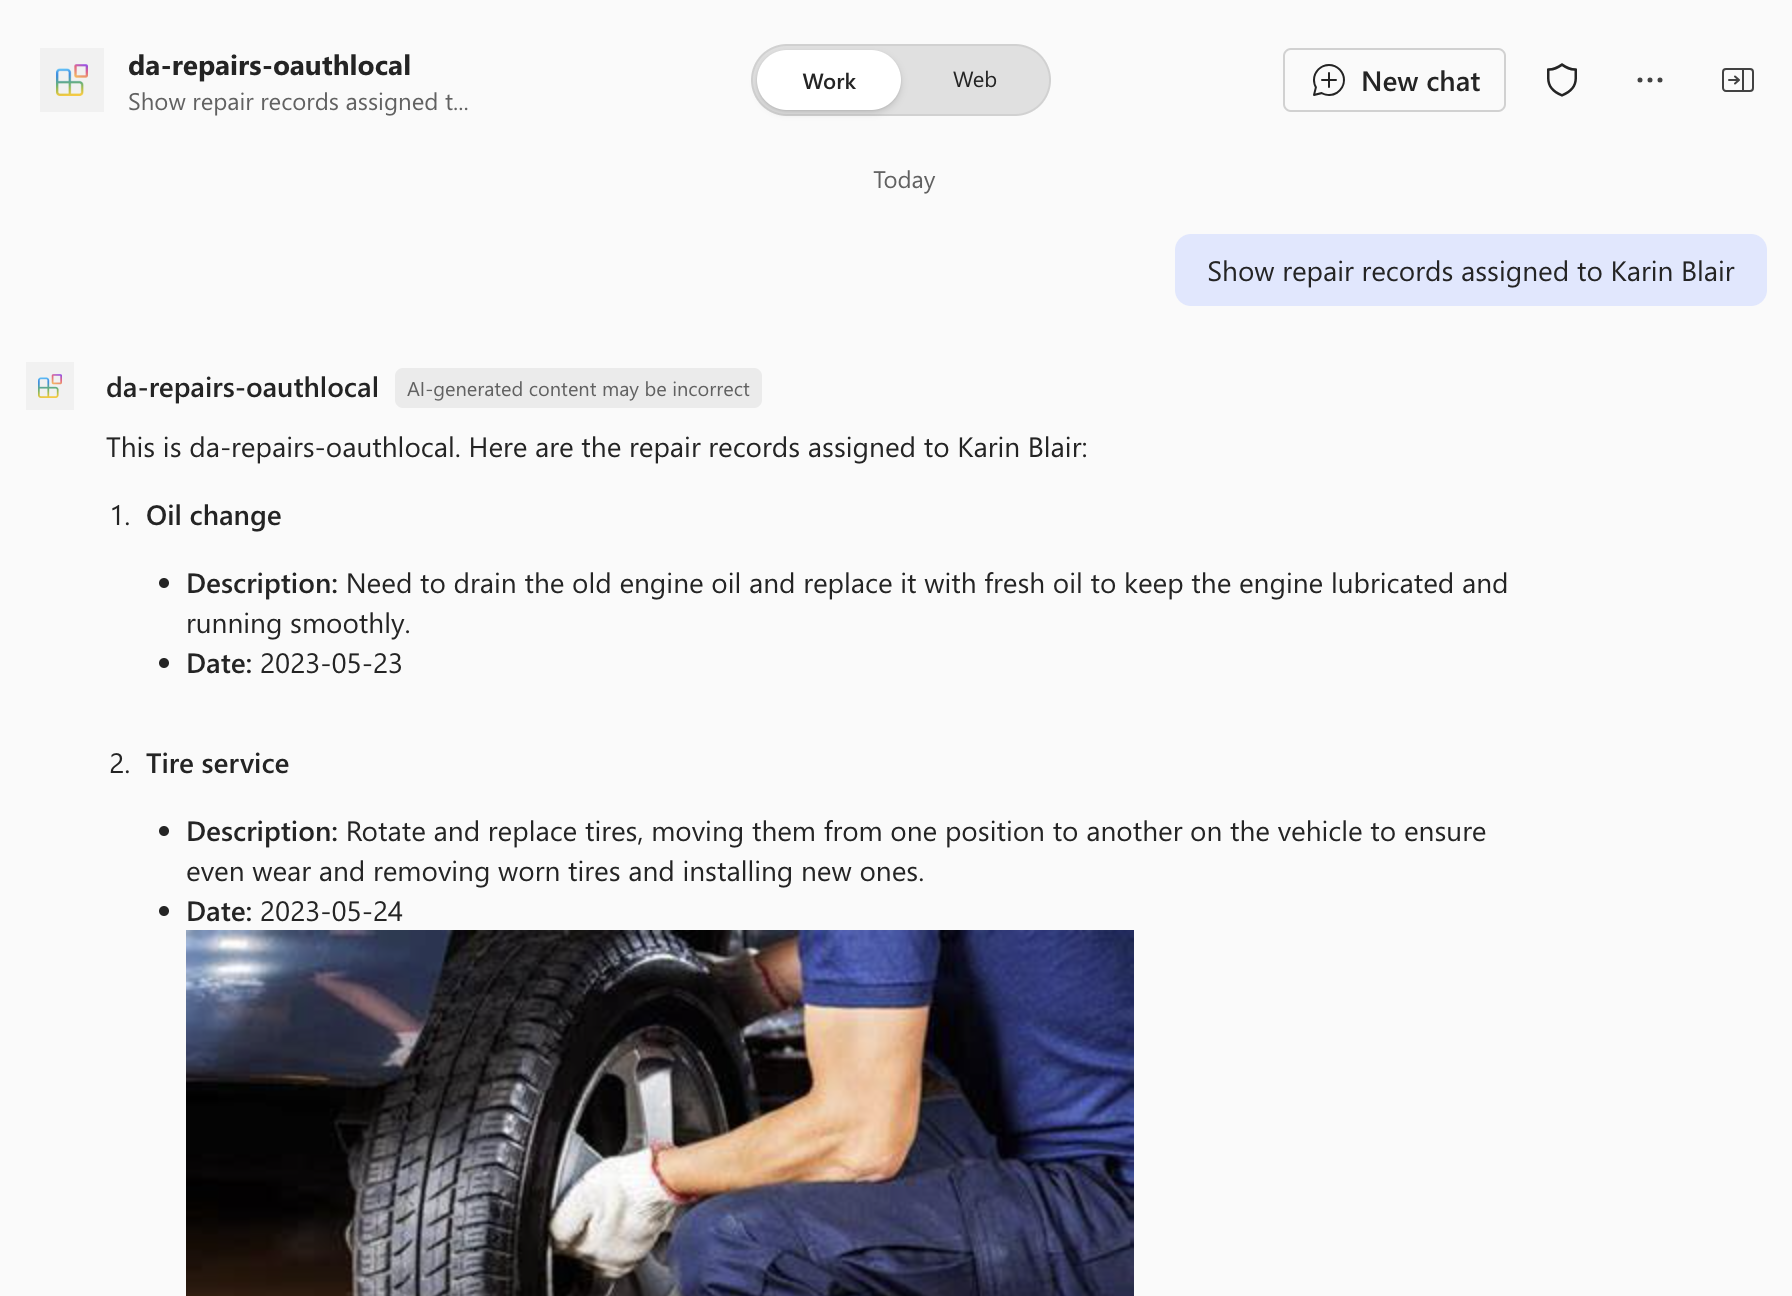 da-repairs-oauthlocal
Show repair records assigned t...
Work
Web
New chat
Today
Show repair records assigned to Karin Blair
da-repairs-oauthlocal
AI-generated content may be incorrect
This is da-repairs-oauthlocal. Here are the repair records assigned to Karin Blair:
1. Oil change
• Description: Need to drain the old engine oil and replace it with fresh oil to keep the engine lubricated and
running smoothly.
• Date: 2023-05-23
2. Tire service
• Description: Rotate and replace tires, moving them from one position to another on the vehicle to ensure
even wear and removing worn tires and installing new ones.
• Date: 2023-05-24